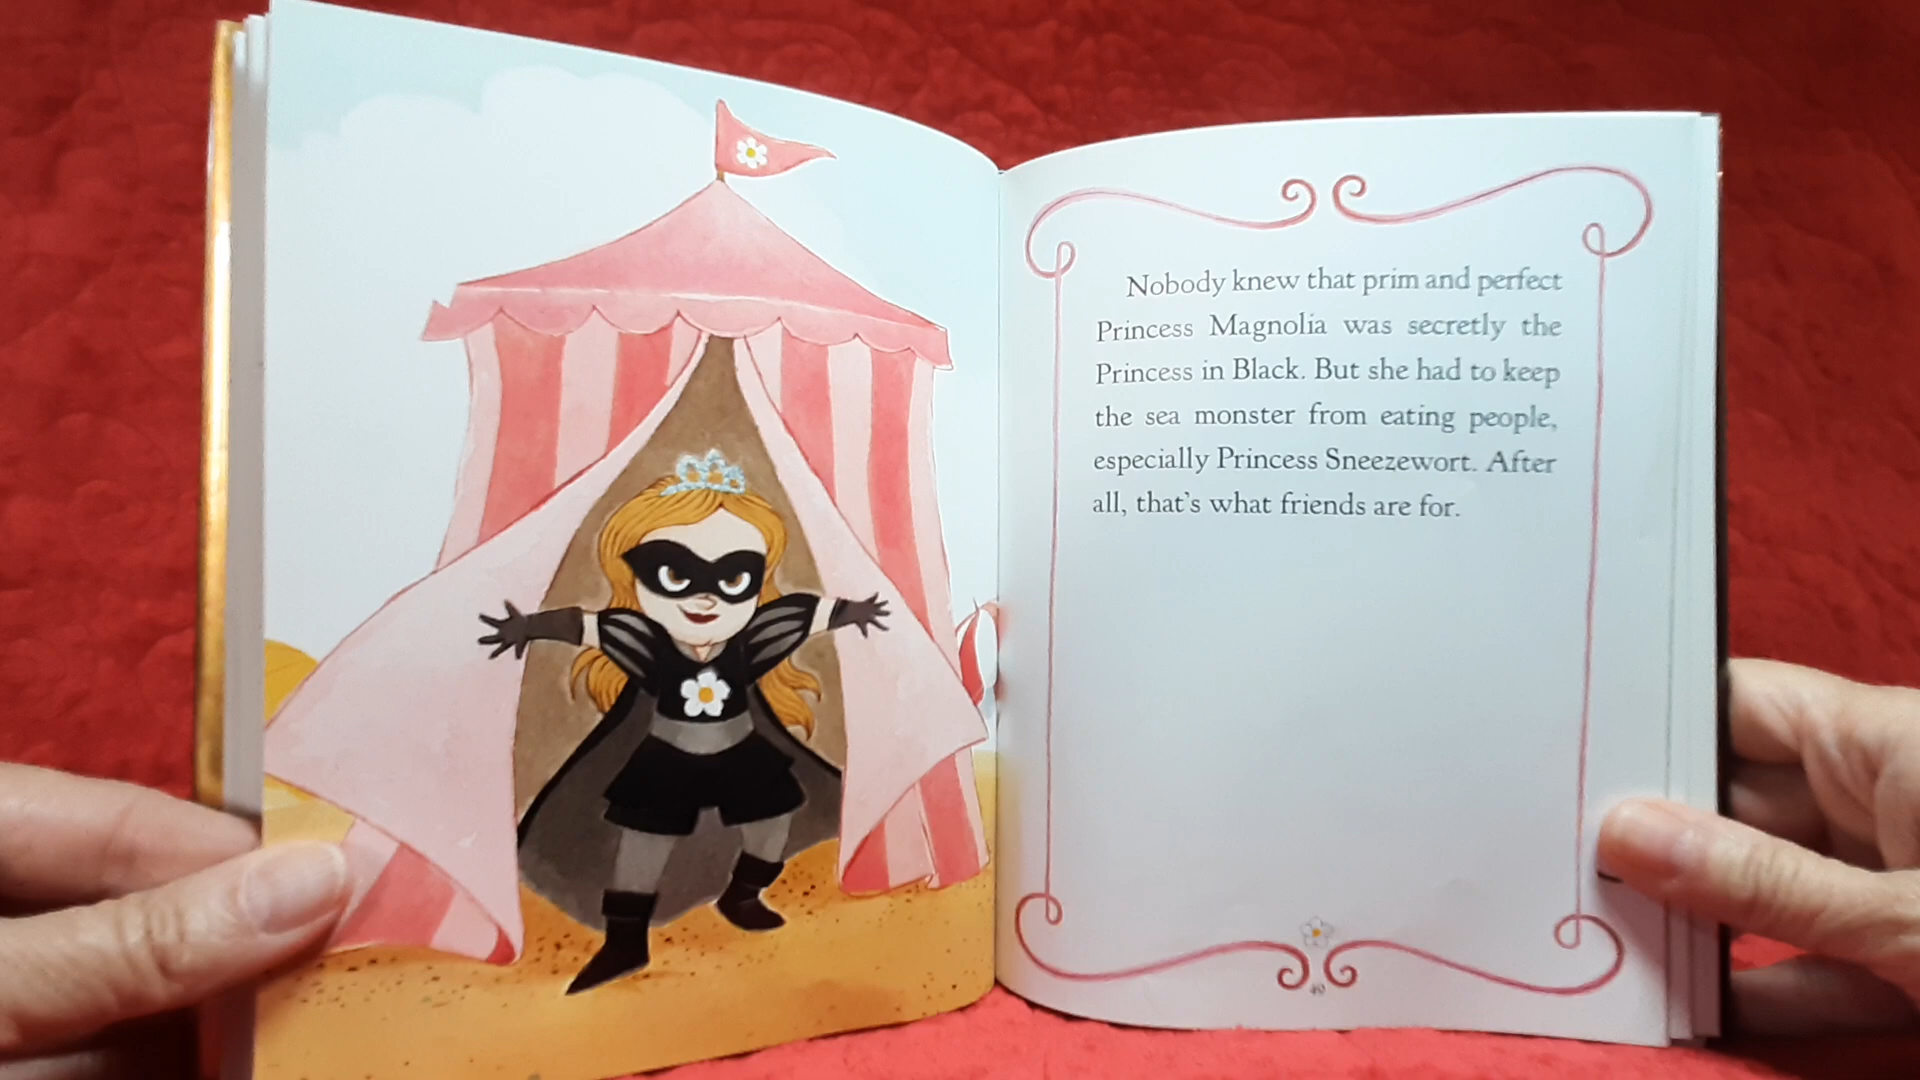 Nobody knew that prim and perfect
Princess Magnolia was secretly the
Princess in Black. But she had to keep
the sea monster from eating people,
especially Princess Sneezewort. After
all, that's what friends are for.